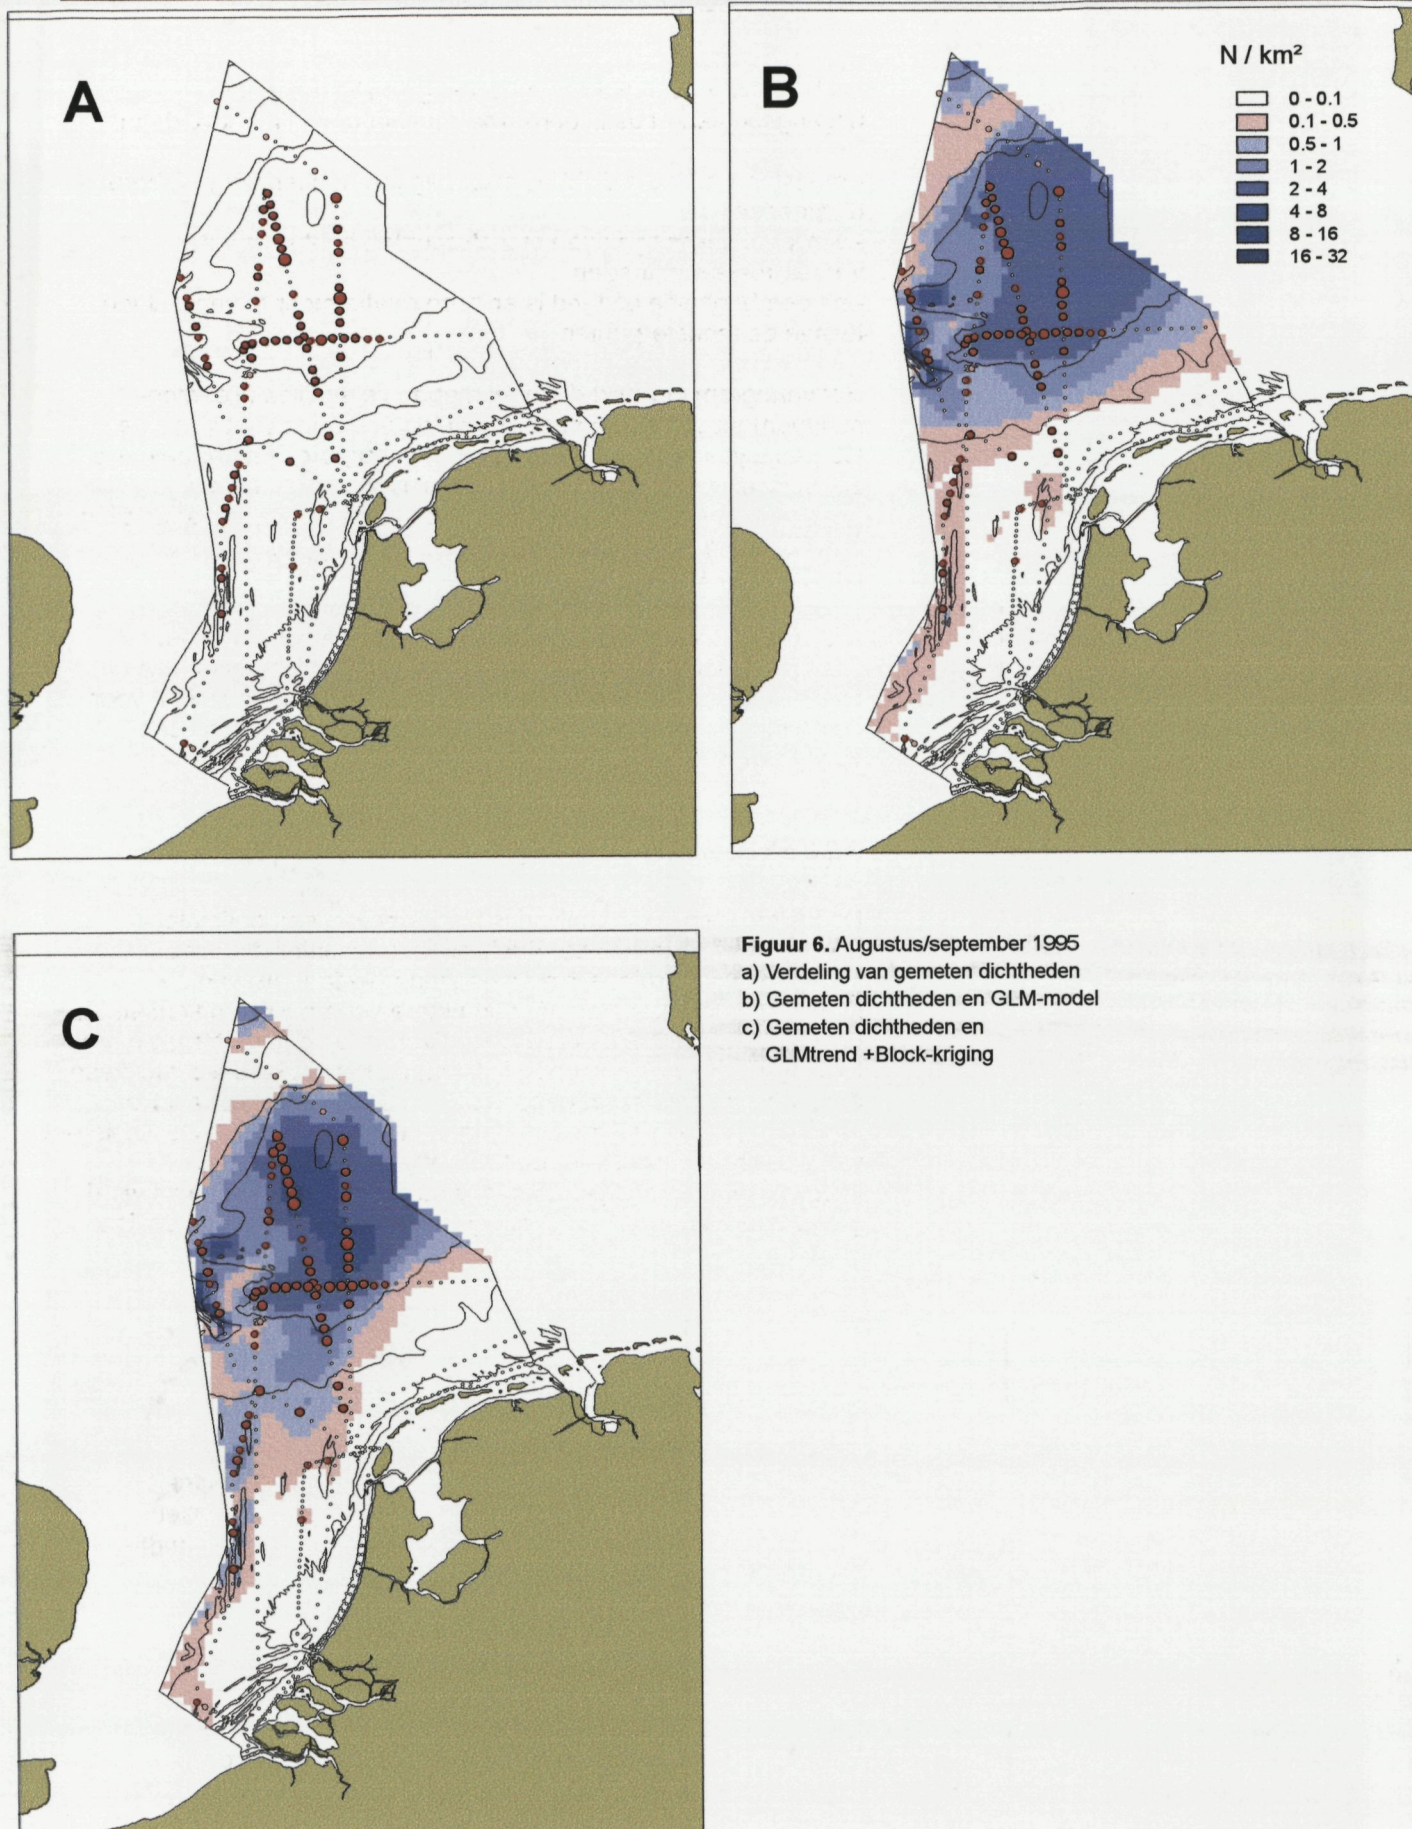 A
B
N / km²
0 - 0.1
0.1 - 0.5
0.5 - 1
1 - 2
2 - 4
4 - 8
8 - 16
16 - 32
C
Figuur 6. Augustus/september 1995
a) Verdeling van gemeten dichtheden
b) Gemeten dichtheden en GLM-model
c) Gemeten dichtheden en
GLMtrend +Block-kriging